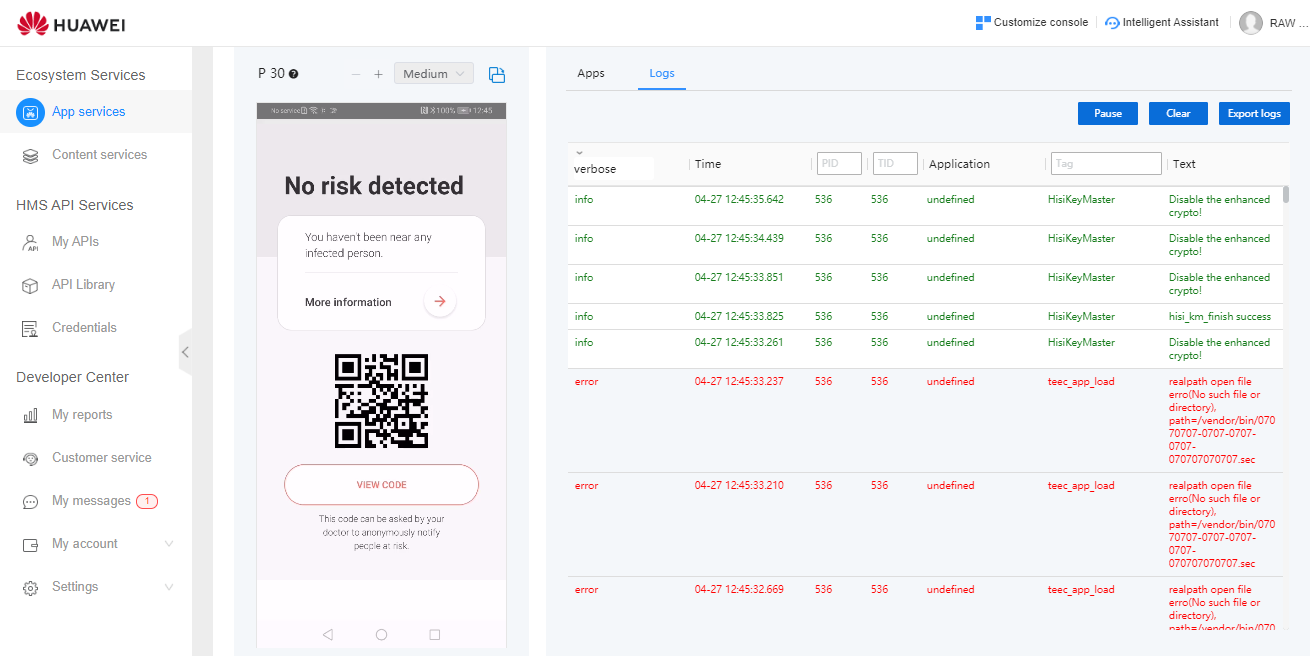 HUAWEI
Customize console
Intelligent Assistant
RAW ...
Ecosystem Services
App services
Content services
HMS API Services
My APIs
API Library
Credentials
Developer Center
My reports
Customer service
My messages 1
My account
Settings
P 30
Medium
No service
100%
12:45
No risk detected
You haven't been near any
infected person.
More information
VIEW CODE
This code can be asked by your
doctor to anonymously notify
people at risk.
Apps Logs
Pause Clear Export logs
verbose Time PID TID Application Tag Text
info 04-27 12:45:35.642 536 536 undefined HisiKeyMaster Disable the enhanced
crypto!
info 04-27 12:45:34.439 536 536 undefined HisiKeyMaster Disable the enhanced
crypto!
info 04-27 12:45:33.851 536 536 undefined HisiKeyMaster Disable the enhanced
crypto!
info 04-27 12:45:33.825 536 536 undefined HisiKeyMaster hisi_km_finish success
info 04-27 12:45:33.261 536 536 undefined HisiKeyMaster Disable the enhanced
crypto!
error 04-27 12:45:33.237 536 536 undefined teec_app_load realpath open file
erro(No such file or
directory),
path=/vendor/bin/070
70707-0707-0707-
0707-
070707070707.sec
error 04-27 12:45:33.210 536 536 undefined teec_app_load realpath open file
erro(No such file or
directory),
path=/vendor/bin/070
70707-0707-0707-
0707-
070707070707.sec
error 04-27 12:45:32.669 536 536 undefined teec_app_load realpath open file
erro(No such file or
directory),
path=/vendor/bin/070